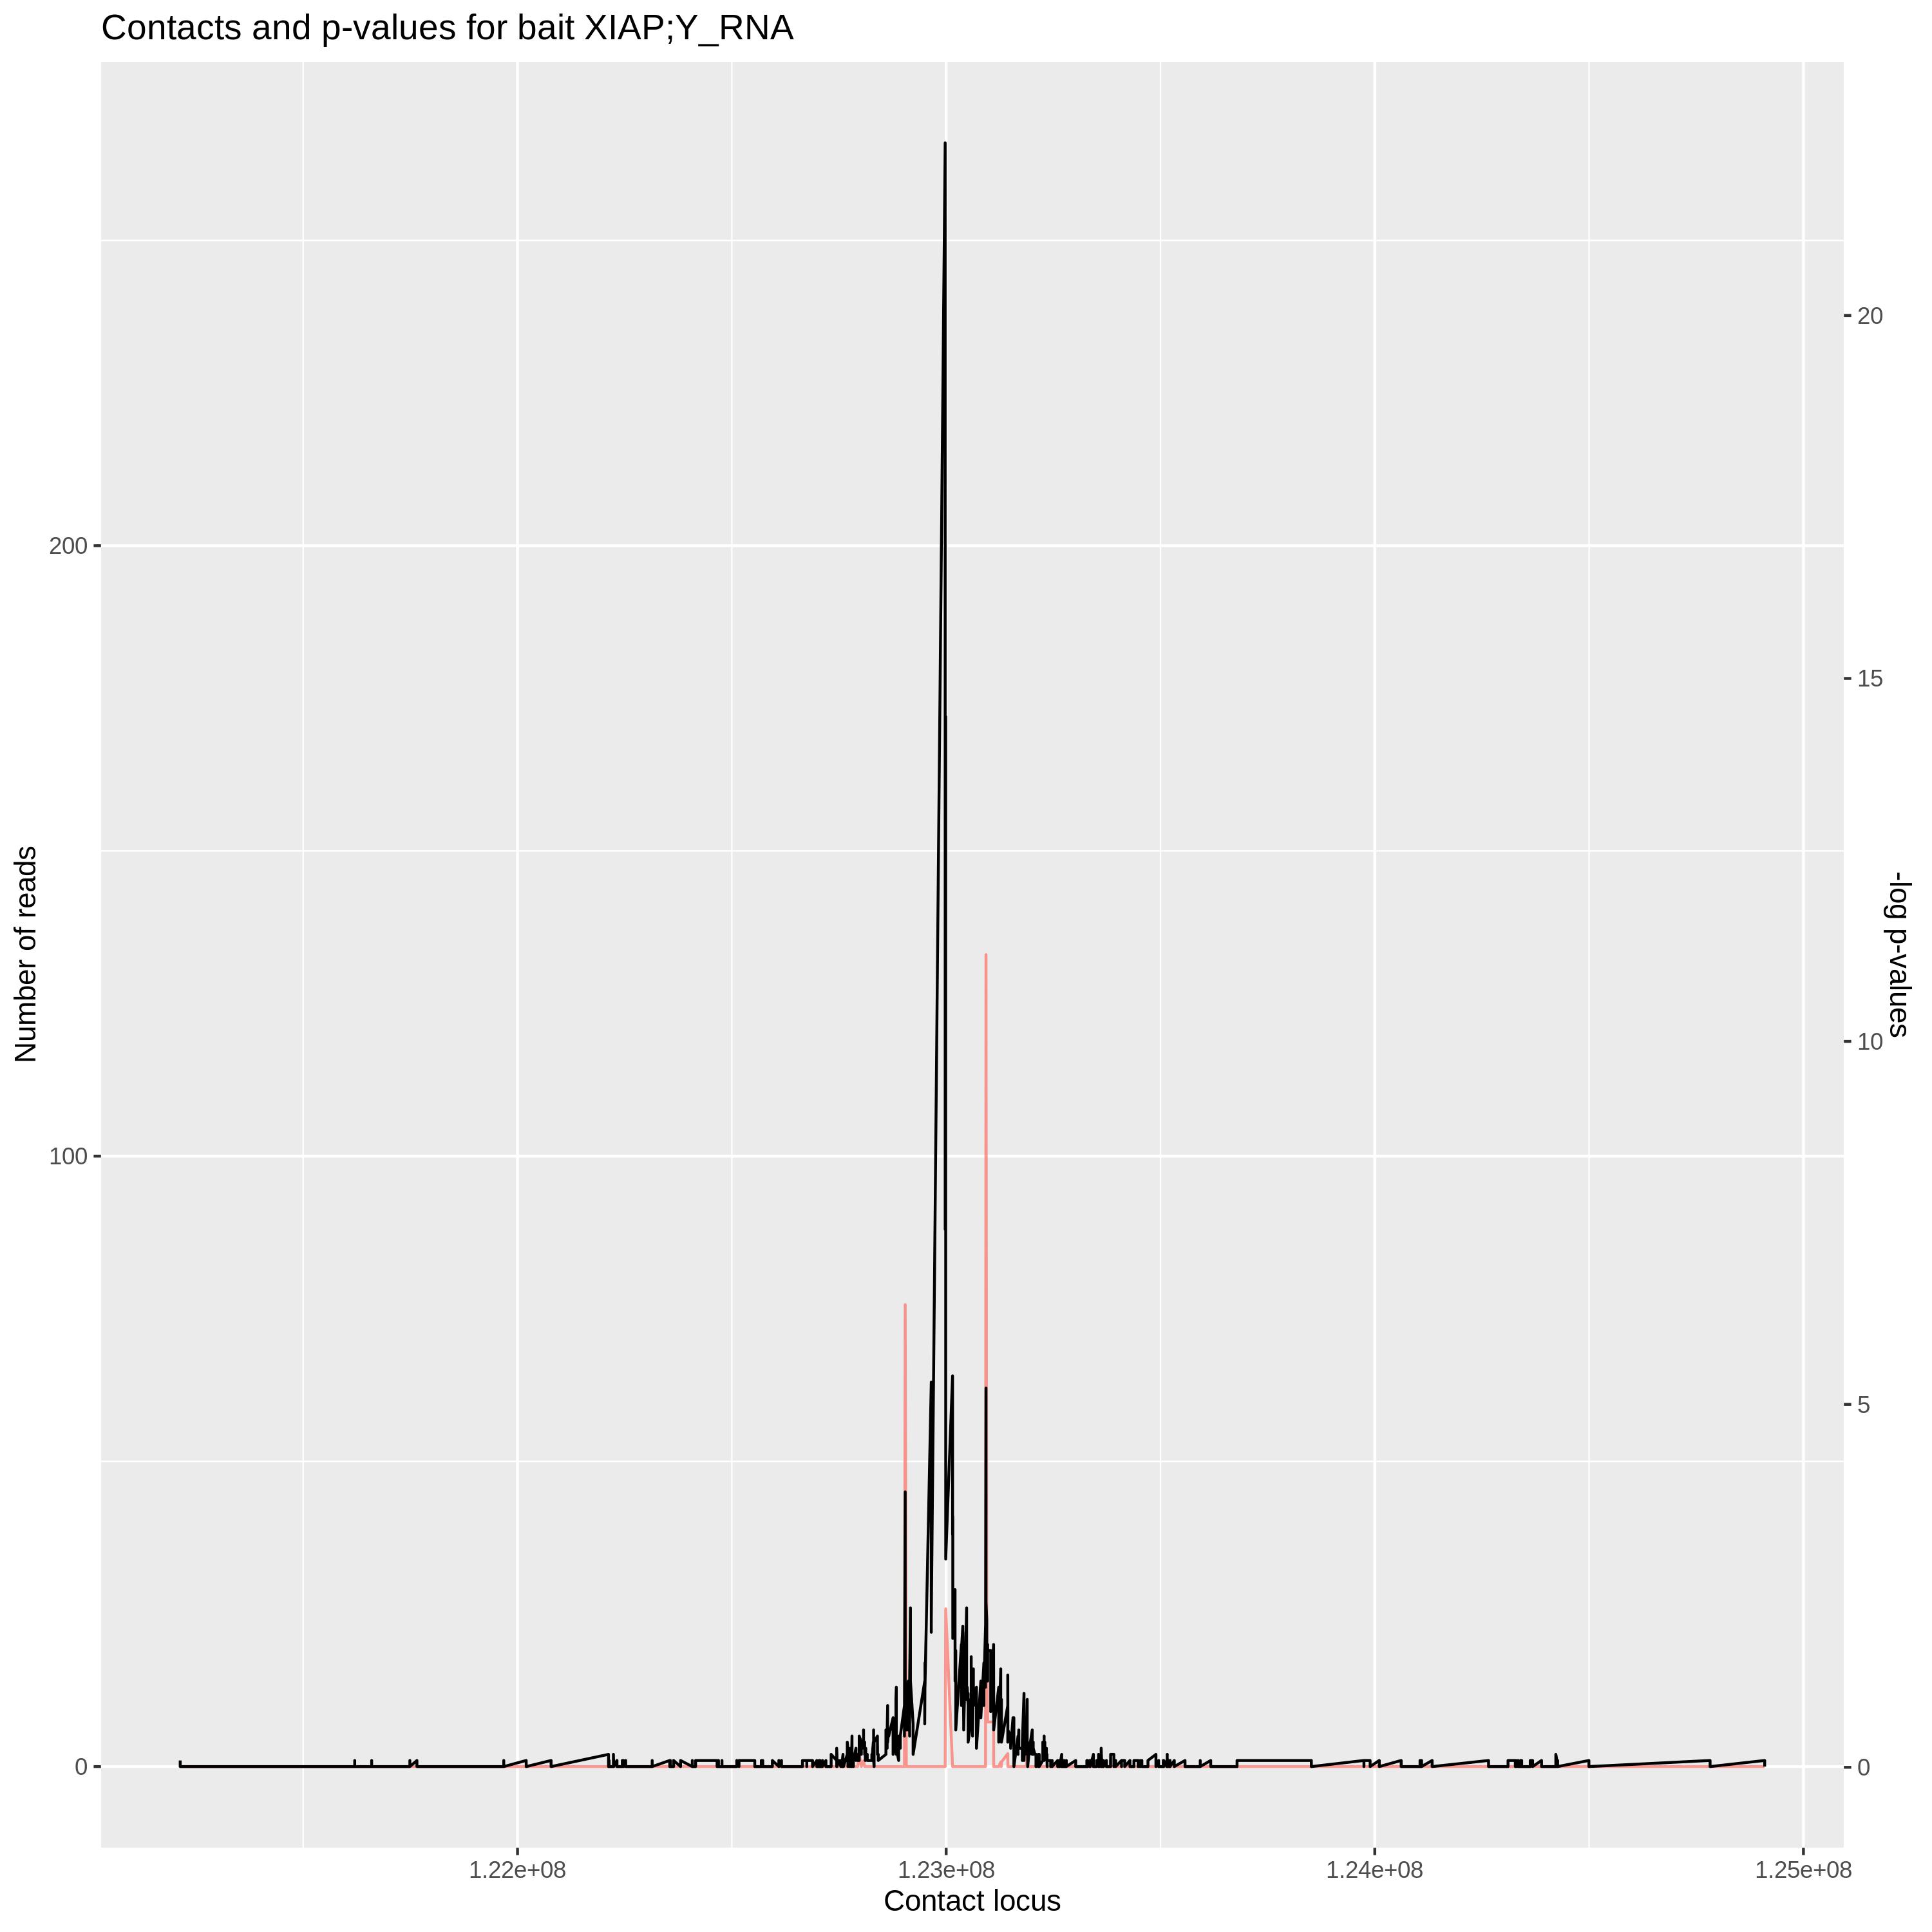 Contacts and p-values for bait XIAP;Y_RNA
Number of reads
200
100
0
20
15
10
5
0
-log p-values
1.22e+08
1.23e+08
1.24e+08
1.25e+08
Contact locus